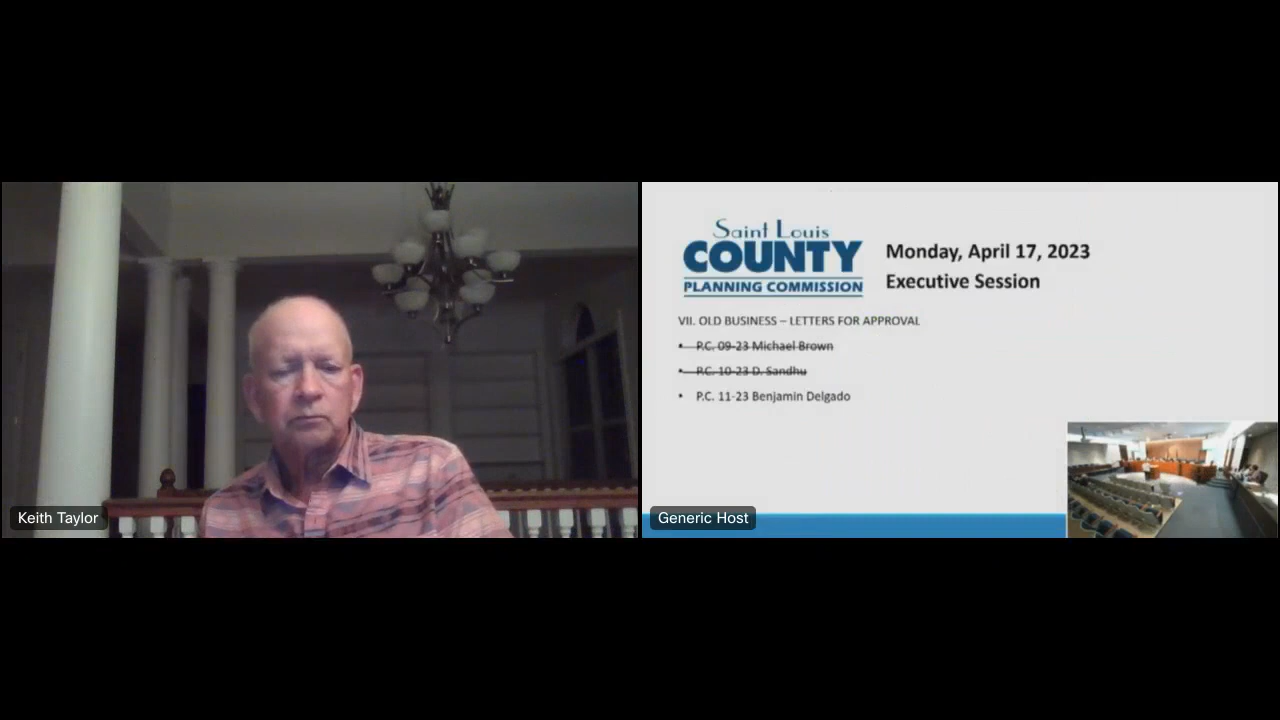 Keith Taylor
Saint Louis
COUNTY
PLANNING COMMISSION
Monday, April 17, 2023
Executive Session
VII. OLD BUSINESS – LETTERS FOR APPROVAL
• P.C. 09-23 Michael Brown
• P.C. 10-23 D. Sandhu
• P.C. 11-23 Benjamin Delgado
Generic Host